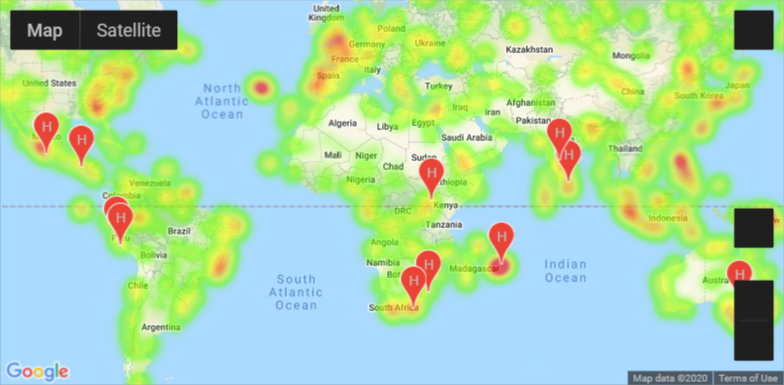 Map Satellite
United
Kingdom
Poland
Germany
Ukraine
France
Italy
Spain
Turkey
Kazakhstan
Mongolia
Japan
South Korea
China
Afghanistan
Iraq
Iran
Pakistan
United States
North
Atlantic
Ocean
Algeria
Libya
Egypt
Saudi Arabia
Thailand
Mali
Niger
Chad
Sudan
Nigeria
Ethiopia
Venezuela
Colombia
Kenya
DRC
Tanzania
Indonesia
Brazil
Peru
Bolivia
Angola
Namibia
Madagascar
Indian
Ocean
South
Atlantic
Ocean
Chile
South Africa
Argentina
H
H
H
H
H
H
H
H
H
H
Google
Map data ©2020
Terms of Use